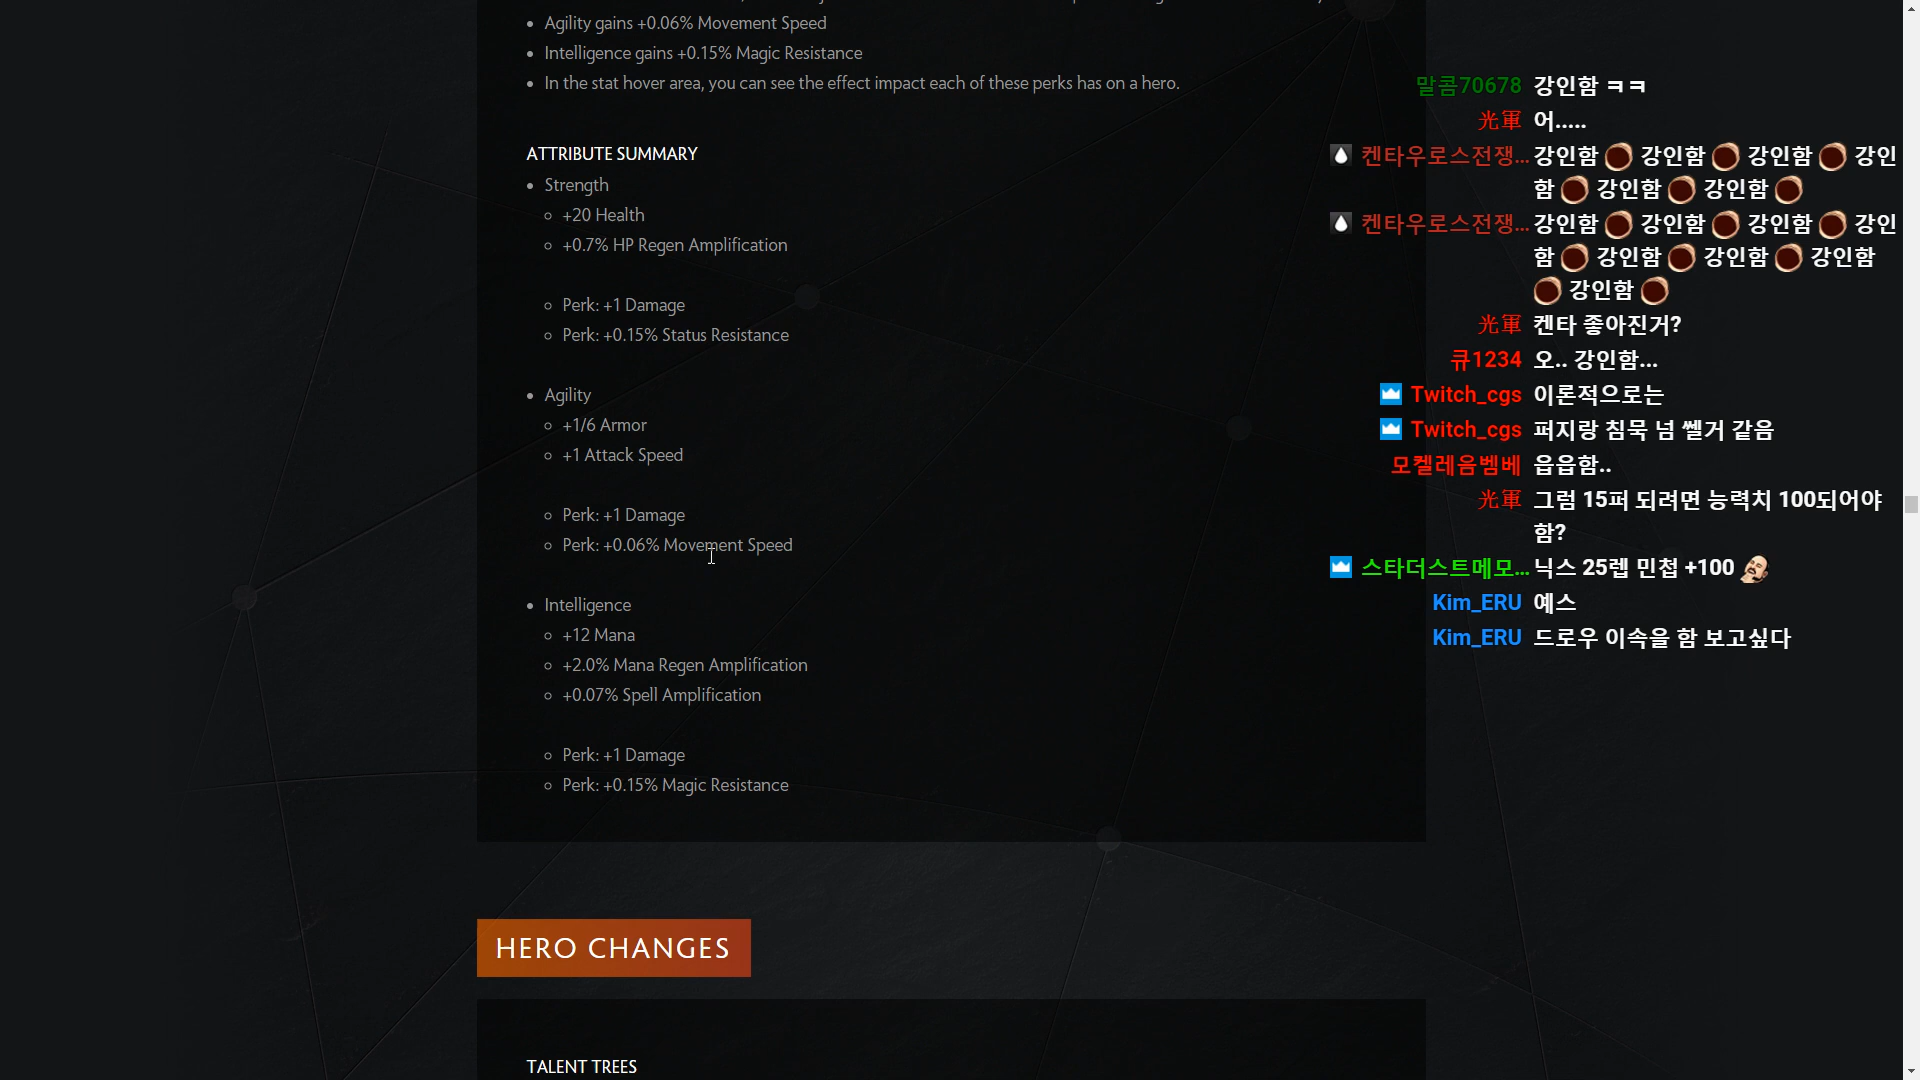 Agility gains +0.06% Movement Speed
Intelligence gains +0.15% Magic Resistance
In the stat hover area, you can see the effect impact each of these perks has on a hero.
ATTRIBUTE SUMMARY
Strength
+20 Health
+0.7% HP Regen Amplification
Perk: +1 Damage
Perk: +0.15% Status Resistance
Agility
+1/6 Armor
+1 Attack Speed
Perk: +1 Damage
Perk: +0.06% Movement Speed
Intelligence
+12 Mana
+2.0% Mana Regen Amplification
+0.07% Spell Amplification
Perk: +1 Damage
Perk: +0.15% Magic Resistance
HERO CHANGES
TALENT TREES
말콤70678 강인함 ㅋㅋ
光軍 어.....
켄타우로스전쟁... 강인함 강인함 강인함 강인
함 강인함 강인함
켄타우로스전쟁... 강인함 강인함 강인함 강인
함 강인함 강인함 강인함
강인함
光軍 켄타 좋아진거?
큐1234 오.. 강인함...
Twitch_cgs 이론적으로는
Twitch_cgs 퍼지랑 침묵 넘 쎌거 같음
모켈레음벰베 읍읍함..
光軍 그럼 15퍼 되려면 능력치 100되어야
함?
스타더스트메모... 닉스 25렙 민첩 +100
Kim_ERU 예스
Kim_ERU 드로우 이속을 함 보고싶다